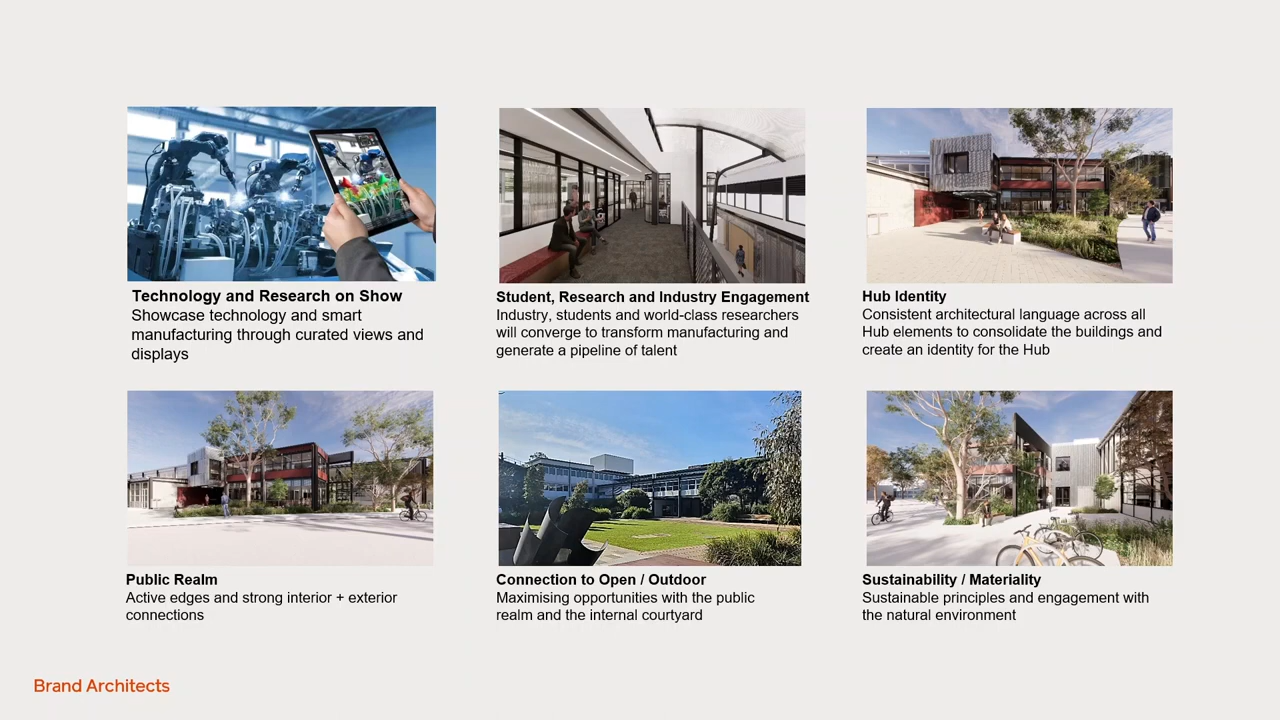 Technology and Research on Show
Showcase technology and smart
manufacturing through curated views and
displays
Student, Research and Industry Engagement
Industry, students and world-class researchers
will converge to transform manufacturing and
generate a pipeline of talent
Hub Identity
Consistent architectural language across all
Hub elements to consolidate the buildings and
create an identity for the Hub
Public Realm
Active edges and strong interior + exterior
connections
Connection to Open / Outdoor
Maximising opportunities with the public
realm and the internal courtyard
Sustainability / Materiality
Sustainable principles and engagement with
the natural environment
Brand Architects